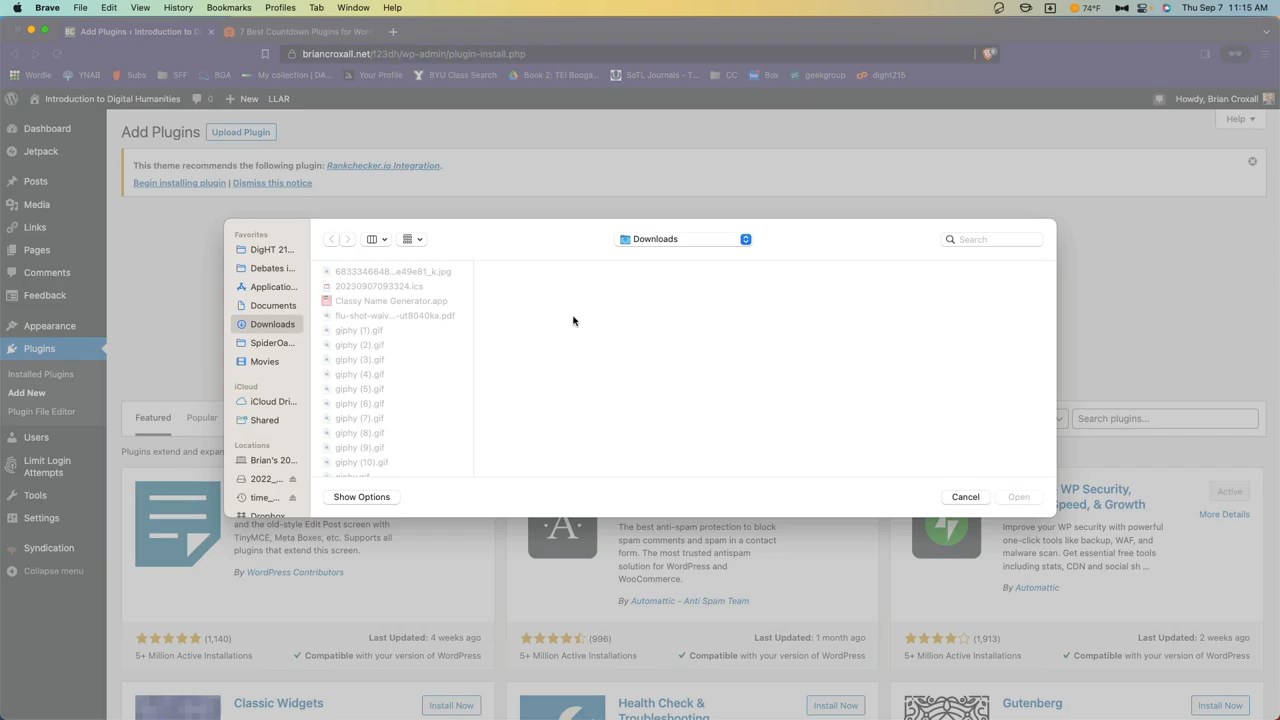 Brave File Edit View History Bookmarks Profiles Tab Window Help
74°F Thu Sep 7 11:15 AM
Add Plugins ‹ Introduction to D
7 Best Countdown Plugins for Wor
briancroxall.net/f23dh/wp-admin/plugin-install.php
Wordle YNAB Subs SFF BGA My collection | DA... Your Profile BYU Class Search Book 2: TEI Booga... SoTL Journals - T... CC Box geekgroup dight215
Introduction to Digital Humanities 0 New LLAR
Howdy, Brian Croxall
Dashboard
Jetpack
Posts
Media
Links
Pages
Comments
Feedback
Appearance
Plugins
Installed Plugins
Add New
Plugin File Editor
Users
Limit Login
Attempts
Tools
Settings
Syndication
Collapse menu
Add Plugins Upload Plugin
Help
This theme recommends the following plugin: Rankchecker.io Integration.
Begin installing plugin | Dismiss this notice
Favorites
DigHT 21...
Debates i...
Applicatio...
Documents
Downloads
SpiderOa...
Movies
iCloud
iCloud Dri...
Shared
Locations
Brian's 20...
2022_...
time_...
Dropbox
Downloads
Search
6833346648...e49e81_k.jpg
20230907093324.ics
Classy Name Generator.app
flu-shot-waiv...-ut8040ka.pdf
giphy (1).gif
giphy (2).gif
giphy (3).gif
giphy (4).gif
giphy (5).gif
giphy (6).gif
giphy (7).gif
giphy (8).gif
giphy (9).gif
giphy (10).gif
giphy.gif
Show Options
Cancel
Open
Featured Popular
Search plugins...
Plugins extend and expan
and the old-style Edit Post screen with
TinyMCE, Meta Boxes, etc. Supports all
plugins that extend this screen.
By WordPress Contributors
(1,140)
Last Updated: 4 weeks ago
5+ Million Active Installations
Compatible with your version of WordPress
The best anti-spam protection to block
spam comments and spam in a contact
form. The most trusted antispam
solution for WordPress and
WooCommerce.
By Automattic - Anti Spam Team
(996)
Last Updated: 1 month ago
5+ Million Active Installations
Compatible with your version of WordPress
WP Security,
Speed, & Growth
Active
More Details
Improve your WP security with powerful
one-click tools like backup, WAF, and
malware scan. Get essential free tools
including stats, CDN and social sh ...
By Automattic
(1,913)
Last Updated: 2 weeks ago
5+ Million Active Installations
Compatible with your version of WordPress
Classic Widgets
Install Now
Health Check &
Troubleshooting
Install Now
Gutenberg
Install Now